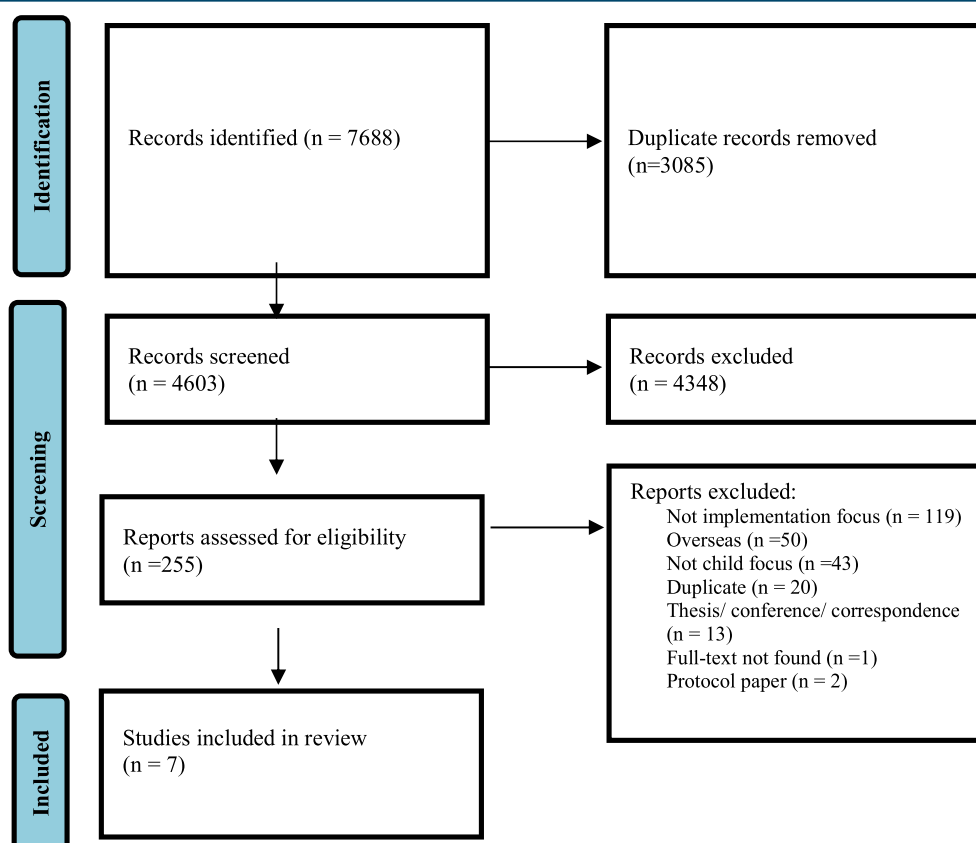 Identification
Records identified (n = 7688)
Duplicate records removed
(n=3085)
Screening
Records screened
(n = 4603)
Records excluded
(n = 4348)
Reports assessed for eligibility
(n =255)
Reports excluded:
Not implementation focus (n = 119)
Overseas (n =50)
Not child focus (n =43)
Duplicate (n = 20)
Thesis/ conference/ correspondence
(n = 13)
Full-text not found (n =1)
Protocol paper (n = 2)
Included
Studies included in review
(n = 7)